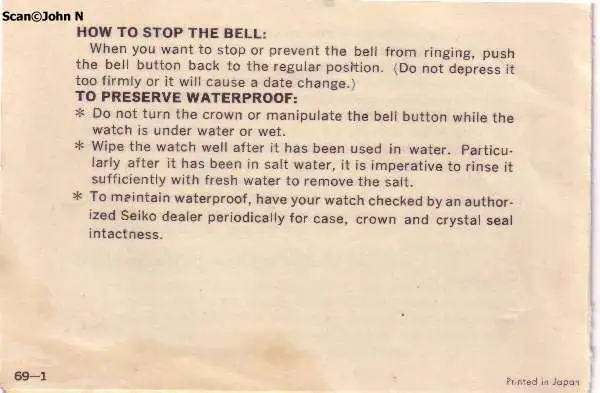 Scan©John N
HOW TO STOP THE BELL:
When you want to stop or prevent the bell from ringing, push
the bell button back to the regular position. (Do not depress it
too firmly or it will cause a date change.)
TO PRESERVE WATERPROOF:
* Do not turn the crown or manipulate the bell button while the
watch is under water or wet.
* Wipe the watch well after it has been used in water. Particu-
larly after it has been in salt water, it is imperative to rinse it
sufficiently with fresh water to remove the salt.
* To maintain waterproof, have your watch checked by an author-
ized Seiko dealer periodically for case, crown and crystal seal
intactness.
69—1
Printed in Japan